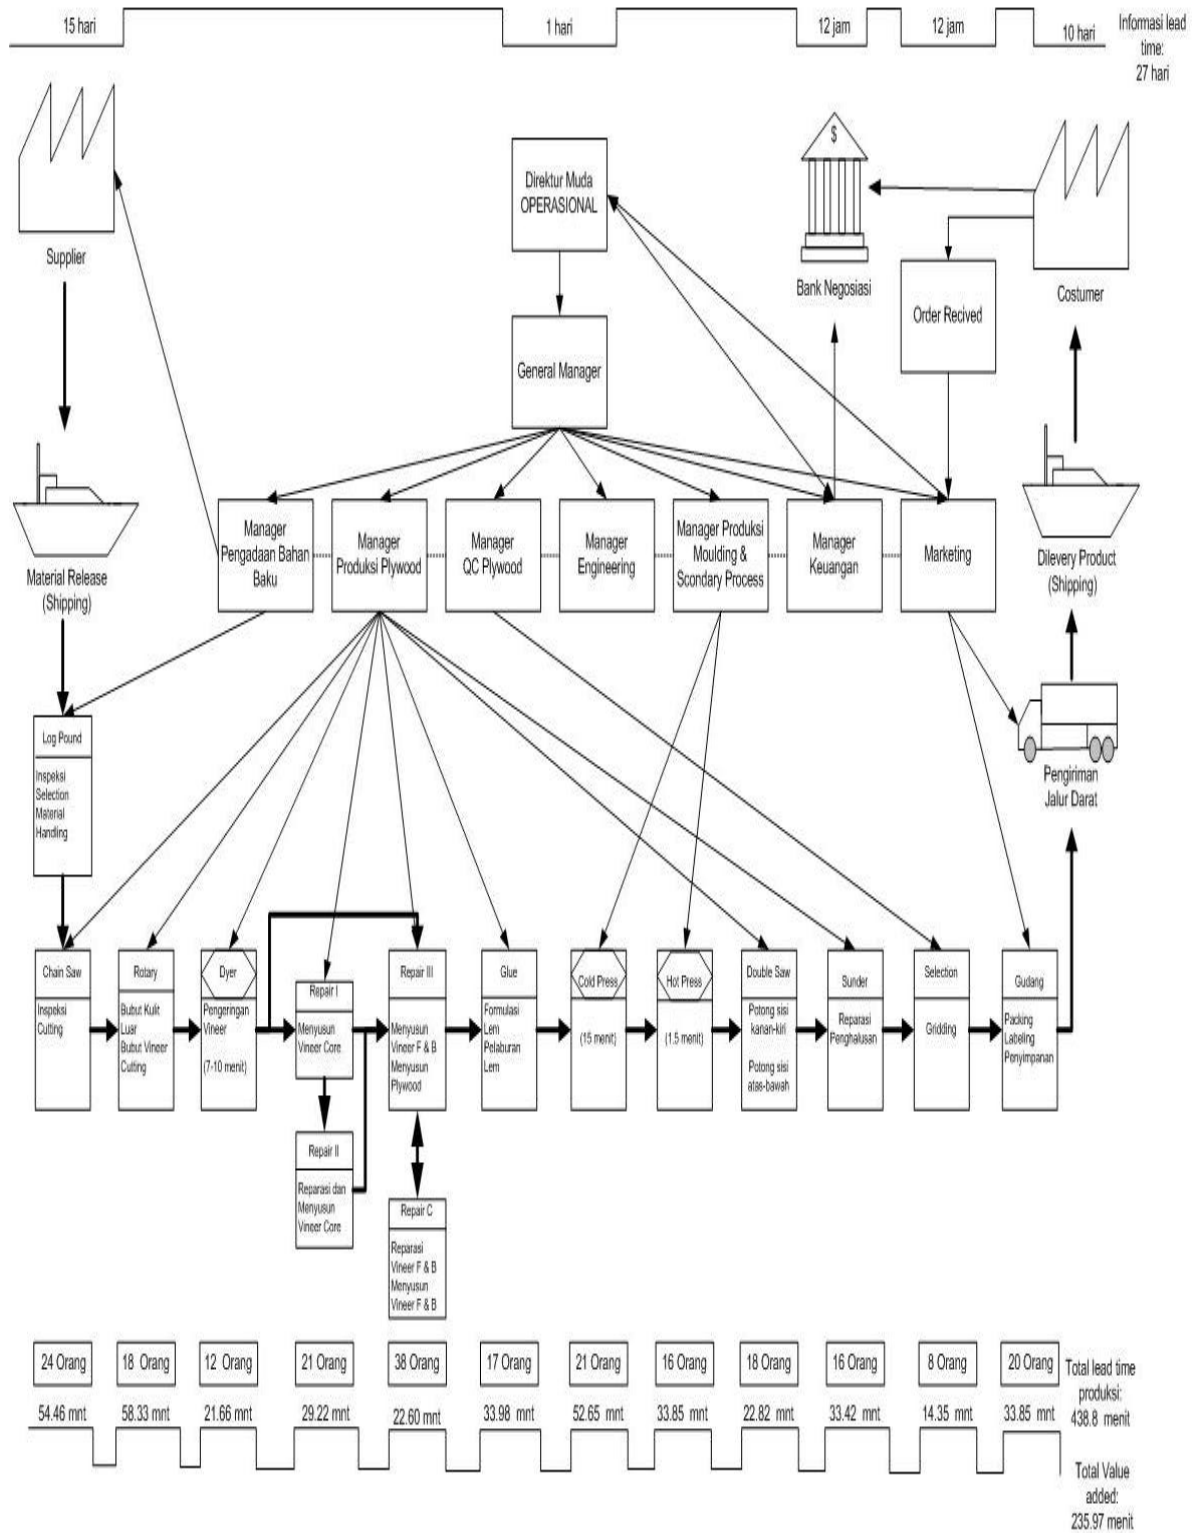 15 hari
1 hari
12 jam
12 jam
10 hari
Informasi lead
time:
27 hari
$
Direktur Muda
OPERASIONAL
Supplier
Bank Negosiasi
Order Recived
Costumer
General Manager
Material Release
(Shipping)
Manager
Pengadaan Bahan
Baku
Manager
Produksi Plywood
Manager
QC Plywood
Manager
Engineering
Manager Produksi
Moulding &
Scondary Process
Manager
Keuangan
Marketing
Dilevery Product
(Shipping)
Log Pound
Inspeksi
Selection
Material
Handling
Pengiriman
Jalur Darat
Chain Saw
Inspeksi
Cutting
Rotary
Bubut Kulit
Luar
Bubut Vineer
Cutting
Dyer
Pengeringan
Vineer
(7-10 menit)
Repair I
Menyusun
Vineer Core
Repair II
Reparasi dan
Menyusun
Vineer Core
Repair III
Menyusun
Vineer F & B
Menyusun
Plywood
Repair C
Reparasi
Vineer F & B
Menyusun
Vineer F & B
Glue
Formulasi
Lem
Pelaburan
Lem
Cold Press
(15 menit)
Hot Press
(1.5 menit)
Double Saw
Potong sisi
kanan-kiri
Potong sisi
atas-bawah
Sunder
Reparasi
Penghalusan
Selection
Gridding
Gudang
Packing
Labeling
Penyimpanan
24 Orang
18 Orang
12 Orang
21 Orang
38 Orang
17 Orang
21 Orang
16 Orang
18 Orang
16 Orang
8 Orang
20 Orang
Total lead time
produksi:
438.8 menit
54.46 mnt
58.33 mnt
21.66 mnt
29.22 mnt
22.60 mnt
33.98 mnt
52.65 mnt
33.85 mnt
22.82 mnt
33.42 mnt
14.35 mnt
33.85 mnt
Total Value
added:
235.97 menit